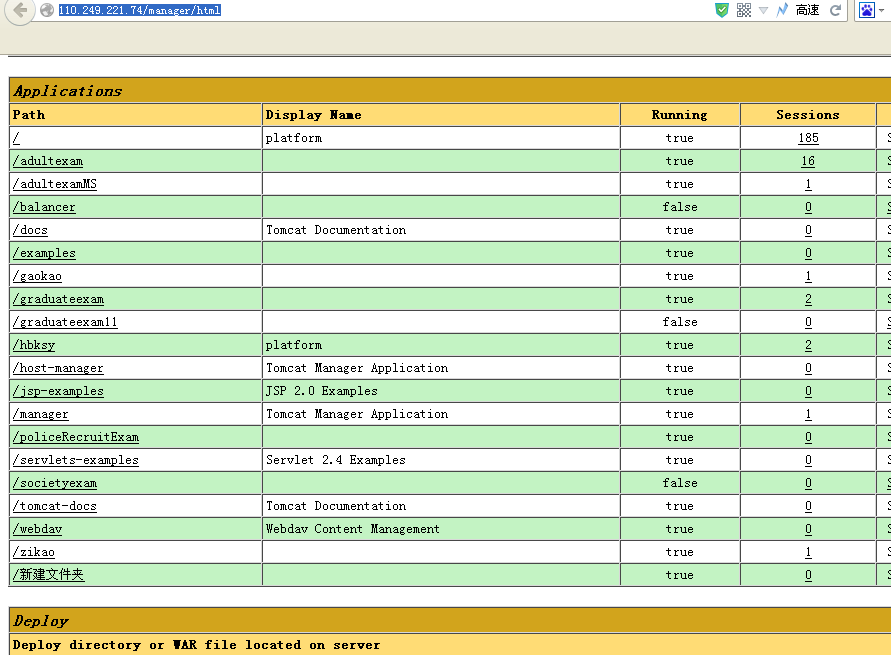 110.249.221.74/manager/html 高速
Applications
Path Display Name Running Sessions
/ platform true 185
/adultexam true 16
/adultexamMS true 1
/balancer false 0
/docs Tomcat Documentation true 0
/examples true 0
/gaokao true 1
/graduateexam true 2
/graduateexam11 false 0
/hbksy platform true 2
/host-manager Tomcat Manager Application true 0
/jsp-examples JSP 2.0 Examples true 0
/manager Tomcat Manager Application true 1
/policeRecruitExam true 0
/servlets-examples Servlet 2.4 Examples true 0
/societyexam false 0
/tomcat-docs Tomcat Documentation true 0
/webdav Webdav Content Management true 0
/zikao true 1
/新建文件夹 true 0
Deploy
Deploy directory or WAR file located on server